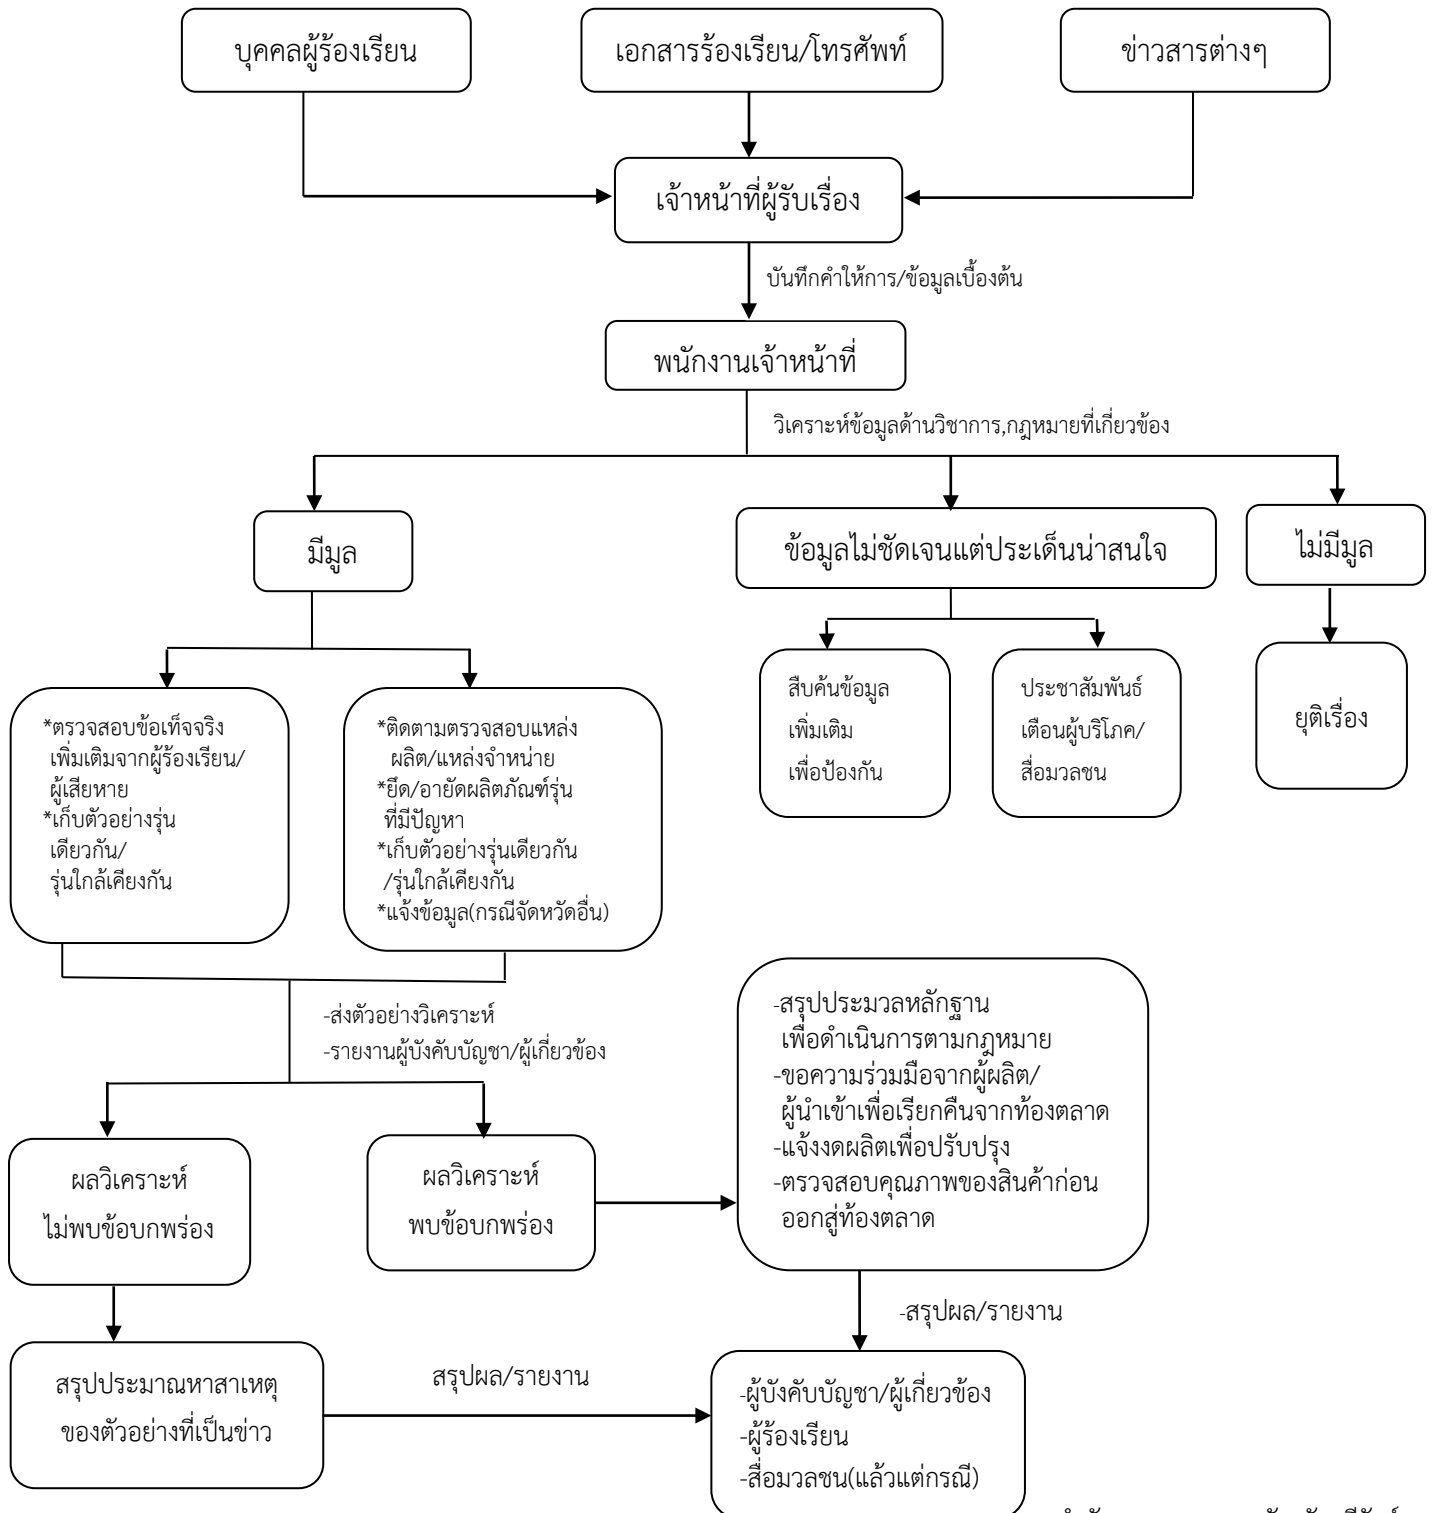 บุคคลผู้ร้องเรียน
เอกสารร้องเรียน/โทรศัพท์
ข่าวสารต่างๆ
เจ้าหน้าที่ผู้รับเรื่อง
บันทึกคำให้การ/ข้อมูลเบื้องต้น
พนักงานเจ้าหน้าที่
วิเคราะห์ข้อมูลด้านวิชาการ,กฎหมายที่เกี่ยวข้อง
มีมูล
ข้อมูลไม่ชัดเจนแต่ประเด็นน่าสนใจ
ไม่มีมูล
*ตรวจสอบข้อเท็จจริง
เพิ่มเติมจากผู้ร้องเรียน/
ผู้เสียหาย
*เก็บตัวอย่างรุ่น
เดียวกัน/
รุ่นใกล้เคียงกัน
*ติดตามตรวจสอบแหล่ง
ผลิต/แหล่งจำหน่าย
*ยึด/อายัดผลิตภัณฑ์รุ่น
ที่มีปัญหา
*เก็บตัวอย่างรุ่นเดียวกัน
/รุ่นใกล้เคียงกัน
*แจ้งข้อมูล(กรณีจัดหวัดอื่น)
สืบค้นข้อมูล
เพิ่มเติม
เพื่อป้องกัน
ประชาสัมพันธ์
เตือนผู้บริโภค/
สื่อมวลชน
ยุติเรื่อง
-ส่งตัวอย่างวิเคราะห์
-รายงานผู้บังคับบัญชา/ผู้เกี่ยวข้อง
ผลวิเคราะห์
ไม่พบข้อบกพร่อง
ผลวิเคราะห์
พบข้อบกพร่อง
-สรุปประมวลหลักฐาน
เพื่อดำเนินการตามกฎหมาย
-ขอความร่วมมือจากผู้ผลิต/
ผู้นำเข้าเพื่อเรียกคืนจากท้องตลาด
-แจ้งงดผลิตเพื่อปรับปรุง
-ตรวจสอบคุณภาพของสินค้าก่อน
ออกสู่ท้องตลาด
-สรุปผล/รายงาน
สรุปประมาณหาสาเหตุ
ของตัวอย่างที่เป็นข่าว
สรุปผล/รายงาน
-ผู้บังคับบัญชา/ผู้เกี่ยวข้อง
-ผู้ร้องเรียน
-สื่อมวลชน(แล้วแต่กรณี)